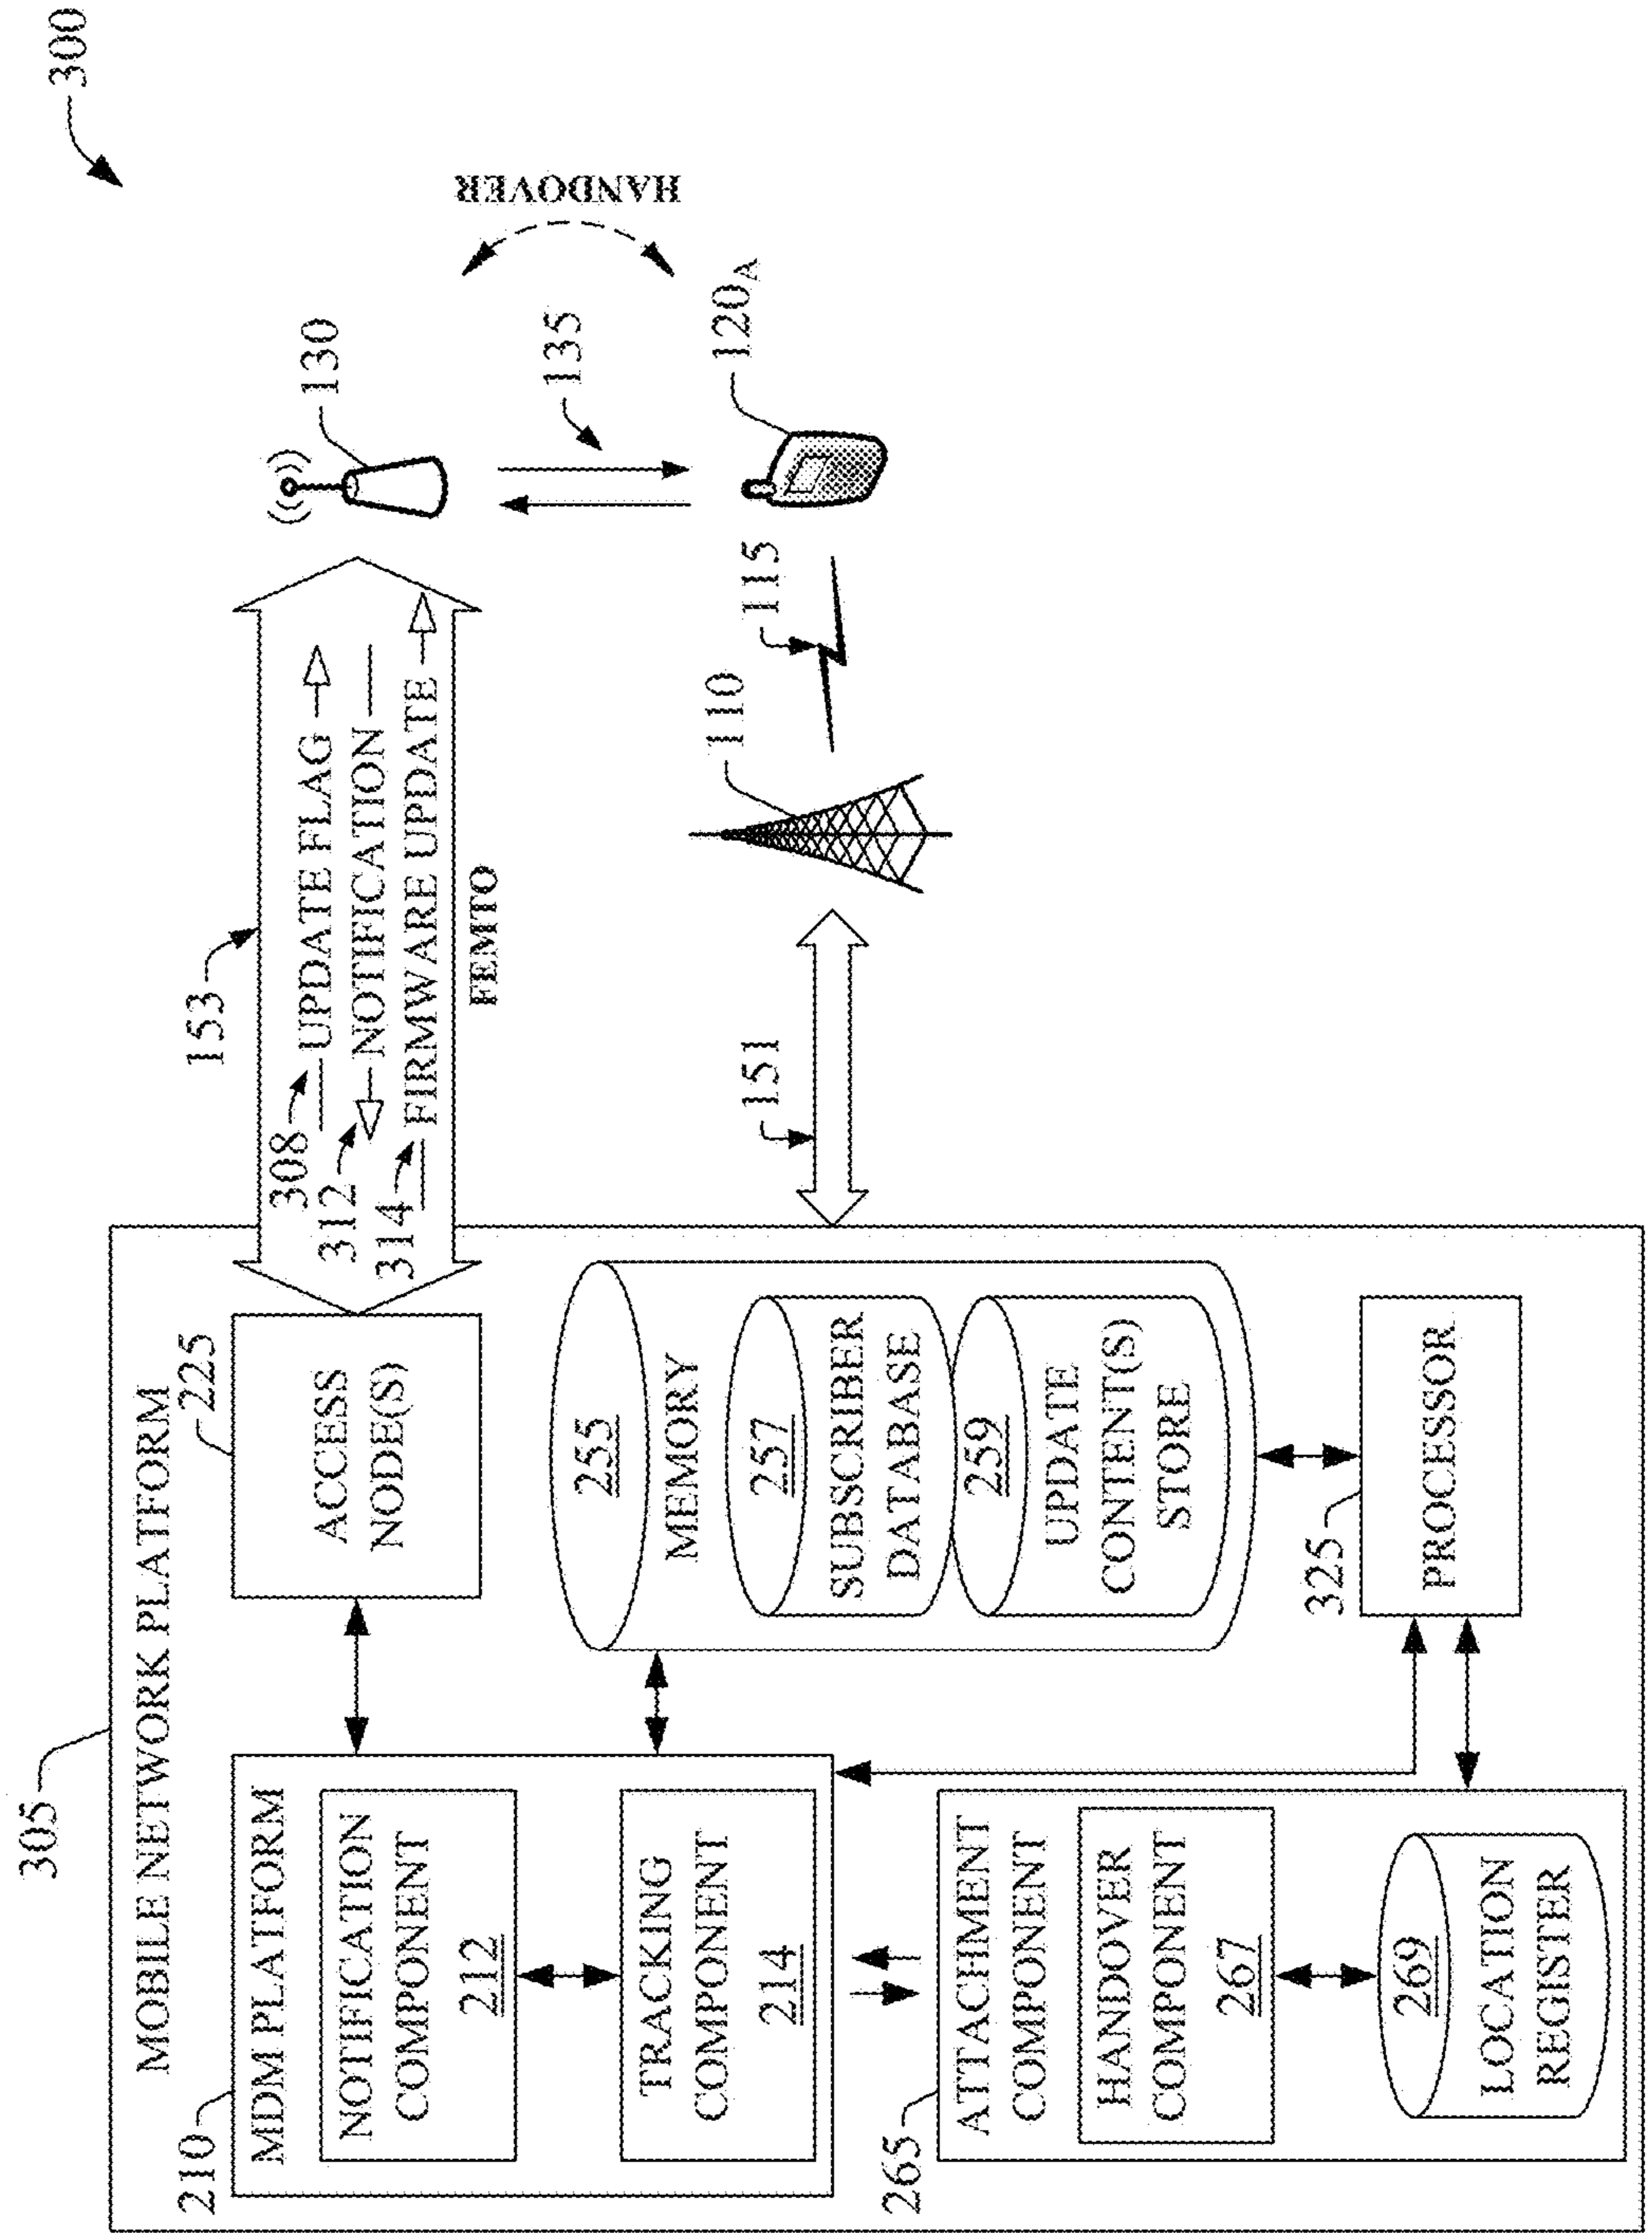 300
305
MOBILE NETWORK PLATFORM
210
MDM PLATFORM
NOTIFICATION
COMPONENT
212
TRACKING
COMPONENT
214
265
ATTACHMENT
COMPONENT
HANDOVER
COMPONENT
267
269
LOCATION
REGISTER
225
ACCESS
NODE(S)
255
MEMORY
257
SUBSCRIBER
DATABASE
259
UPDATE
CONTENT(S)
STORE
325
PROCESSOR
153
308
UPDATE FLAG
312
NOTIFICATION
314
FIRMWARE UPDATE
FEMTO
151
110
115
130
135
120A
HANDOVER